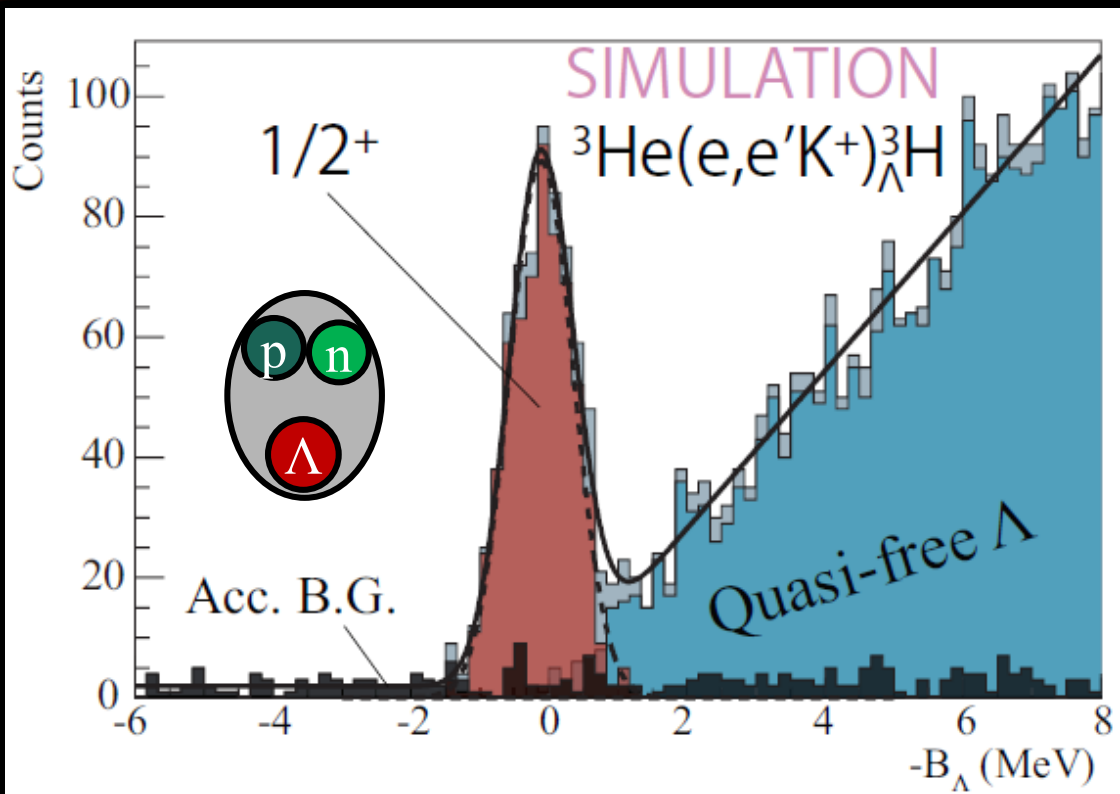 SIMULATION
1/2⁺
³He(e,e'K⁺)³ΛH
Counts
100
80
60
40
20
0
p
n
Λ
Acc. B.G.
Quasi-free Λ
-6
-4
-2
0
2
4
6
8
-BΛ (MeV)